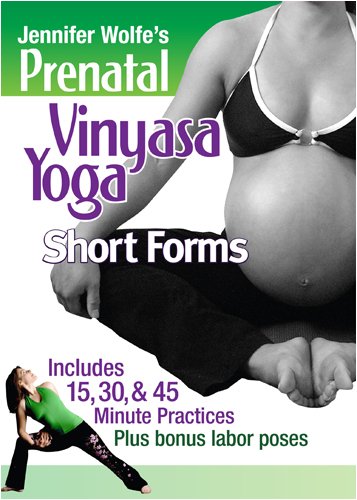 Jennifer Wolfe's
Prenatal
Vinyasa
Yoga
Short Forms
Includes
15, 30, & 45
Minute Practices
Plus bonus labor poses